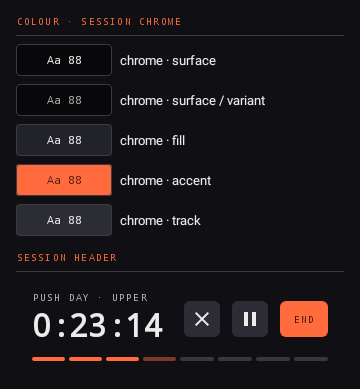 COLOUR · SESSION CHROME
Aa 88 chrome · surface
Aa 88 chrome · surface / variant
Aa 88 chrome · fill
Aa 88 chrome · accent
Aa 88 chrome · track
SESSION HEADER
PUSH DAY · UPPER
0:23:14
END